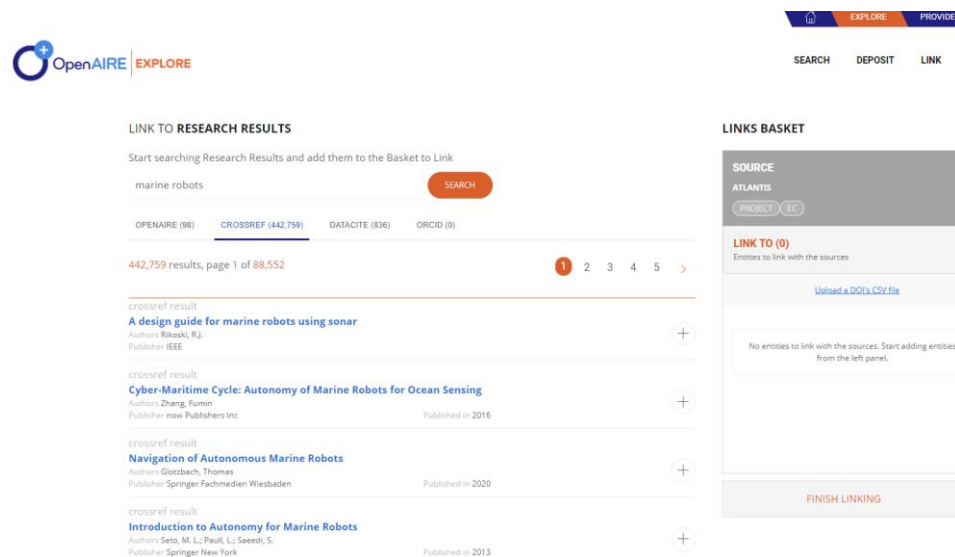 EXPLORE
PROVIDE
OpenAIRE EXPLORE
SEARCH DEPOSIT LINK
LINK TO RESEARCH RESULTS
Start searching Research Results and add them to the Basket to Link
marine robots
SEARCH
OPENAIRE (98) CROSSREF (442,759) DATACITE (836) ORCID (0)
442,759 results, page 1 of 88,552
1 2 3 4 5
crossref result
A design guide for marine robots using sonar
Authors Rikoski, R.J.
Publisher IEEE
crossref result
Cyber-Maritime Cycle: Autonomy of Marine Robots for Ocean Sensing
Authors Zhang, Fumin
Publisher now Publishers Inc Published in 2016
crossref result
Navigation of Autonomous Marine Robots
Authors Glotzbach, Thomas
Publisher Springer Fachmedien Wiesbaden Published in 2020
crossref result
Introduction to Autonomy for Marine Robots
Authors Seto, M. L.; Paull, L.; Saeedi, S.
Publisher Springer New York Published in 2013
LINKS BASKET
SOURCE
ATLANTIS
PROJECT EC
LINK TO (0)
Entities to link with the sources
Upload a DOI's CSV file
No entities to link with the sources. Start adding entities
from the left panel.
FINISH LINKING